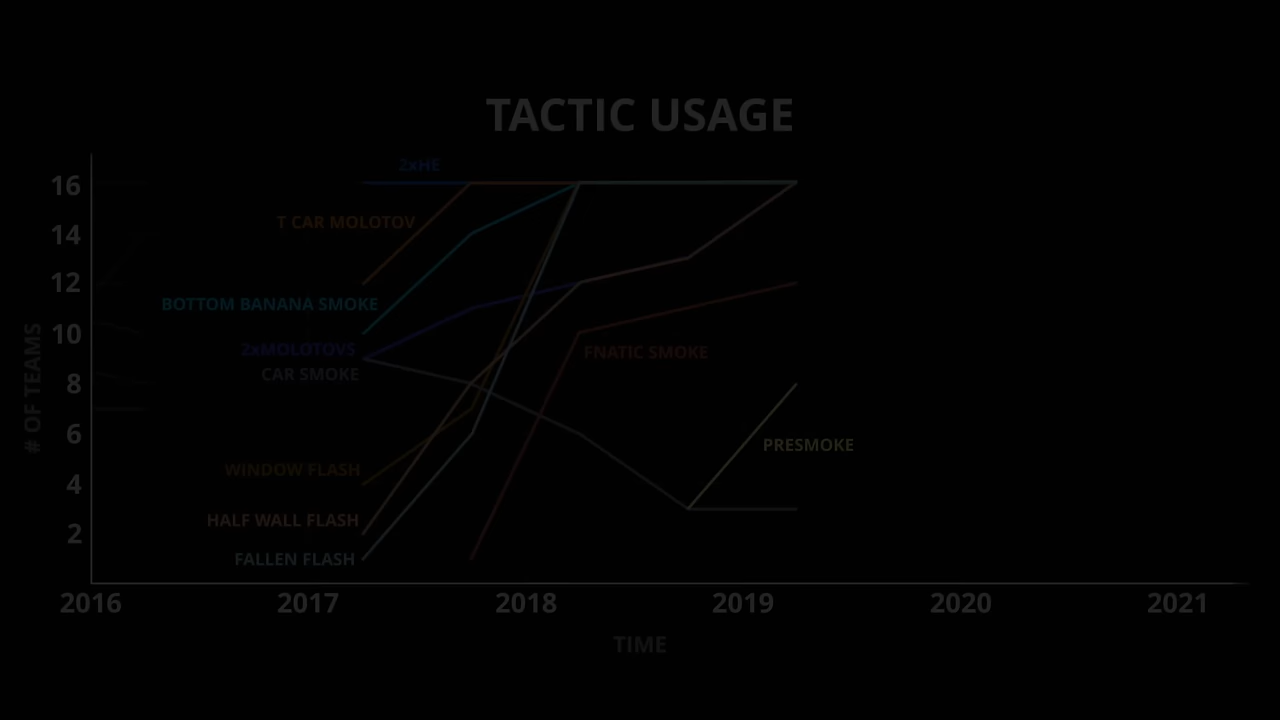 TACTIC USAGE
2xHE
16
T CAR MOLOTOV
14
12
BOTTOM BANANA SMOKE
10
2xMOLOTOVS
FNATIC SMOKE
CAR SMOKE
8
# OF TEAMS
6
PRESMOKE
WINDOW FLASH
4
HALF WALL FLASH
2
FALLEN FLASH
2016 2017 2018 2019 2020 2021
TIME